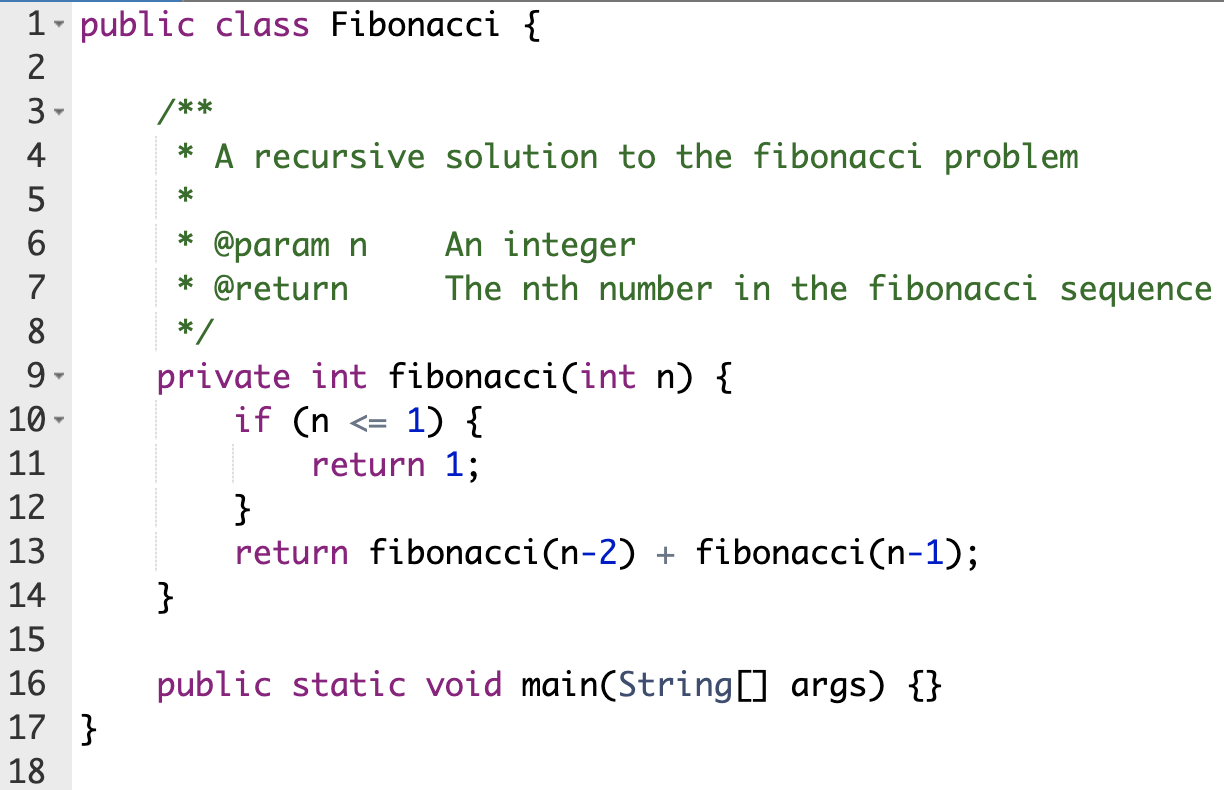 1 public class Fibonacci {
2
3     /**
4      * A recursive solution to the fibonacci problem
5      *
6      * @param n    An integer
7      * @return     The nth number in the fibonacci sequence
8      */
9     private int fibonacci(int n) {
10         if (n <= 1) {
11             return 1;
12         }
13         return fibonacci(n-2) + fibonacci(n-1);
14     }
15
16     public static void main(String[] args) {}
17 }
18